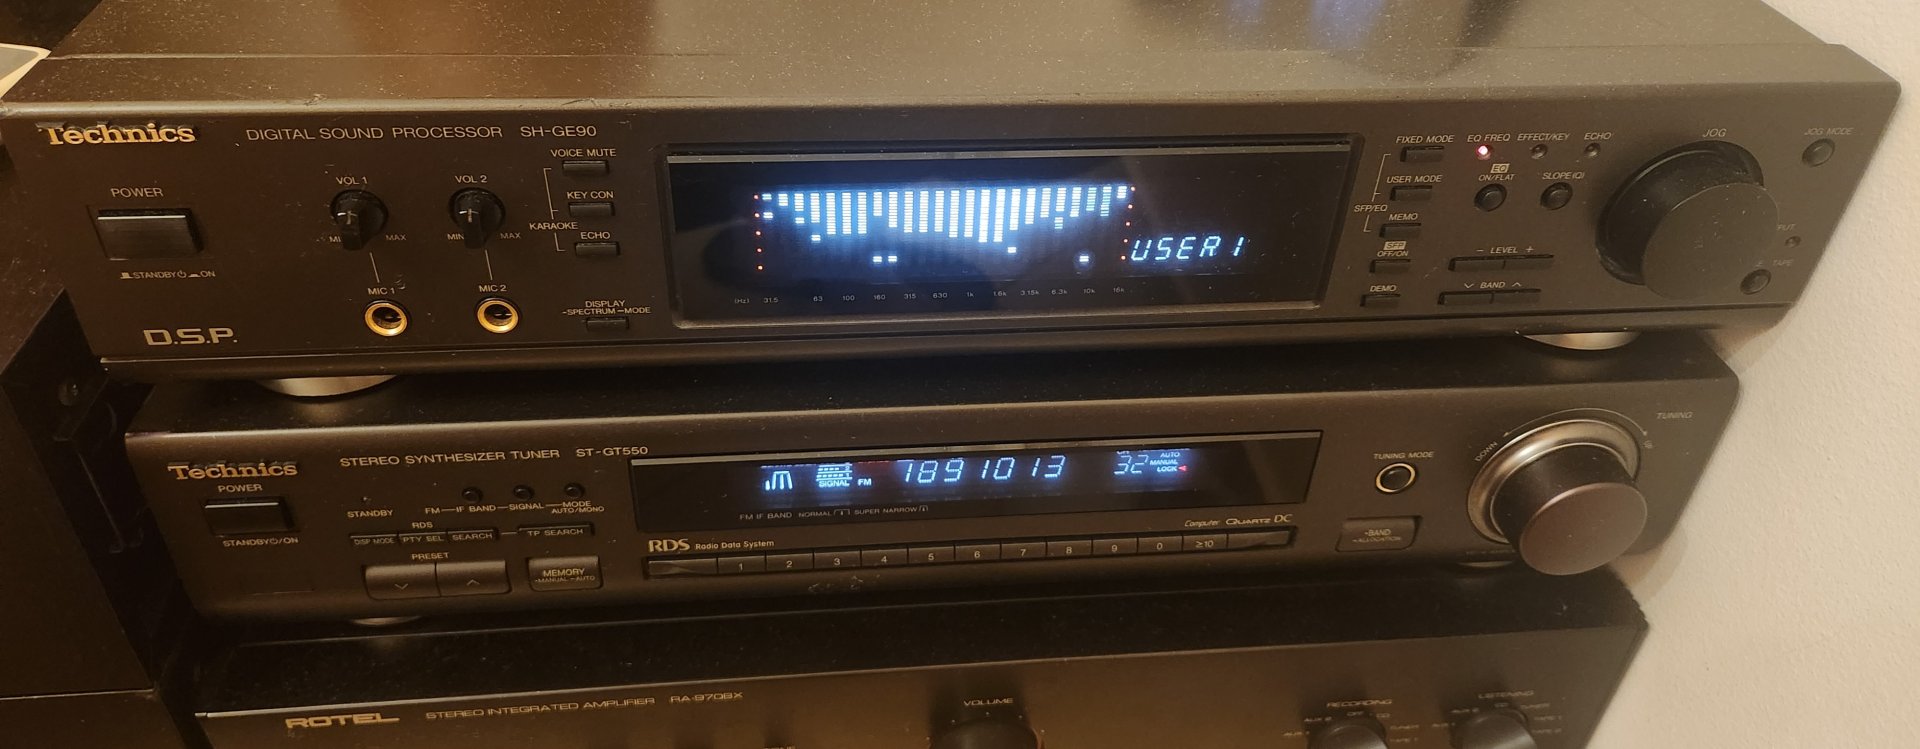 Technics DIGITAL SOUND PROCESSOR SH-GE90
POWER
STANDBY ON
VOL 1 VOL 2
MAX MIN MAX
MIC 1 MIC 2
D.S.P.
VOICE MUTE
KEY CON
KARAOKE
ECHO
DISPLAY
-SPECTRUM -MODE
USER1
(Hz) 31.5 63 100 160 315 630 1k 1.6k 3.15k 6.3k 10k 16k
FIXED MODE EQ FREQ EFFECT/KEY ECHO
EQ
USER MODE ON/FLAT SLOPE(Q)
SFP/EQ
MEMO
SFP
OFF/ON - LEVEL +
DEMO BAND
JOG JOG MODE
TAPE
Technics STEREO SYNTHESIZER TUNER ST-GT550
POWER
STANDBY/ON
STANDBY FM IF BAND SIGNAL MODE
AUTO/MONO
RDS
DISP MODE PTY SEL SEARCH TP SEARCH
PRESET
MEMORY
-MANUAL -AUTO
SIGNAL FM 1891013 32 AUTO
MANUAL
LOCK
FM IF BAND NORMAL SUPER NARROW
RDS Radio Data System Computer QUARTZ DC
1 2 3 4 5 6 7 8 9 0 ≥10
TUNING MODE
-BAND
-ALLOCATION
DOWN TUNING
ROTEL STEREO INTEGRATED AMPLIFIER RA-970BX
VOLUME
RECORDING
LISTENING